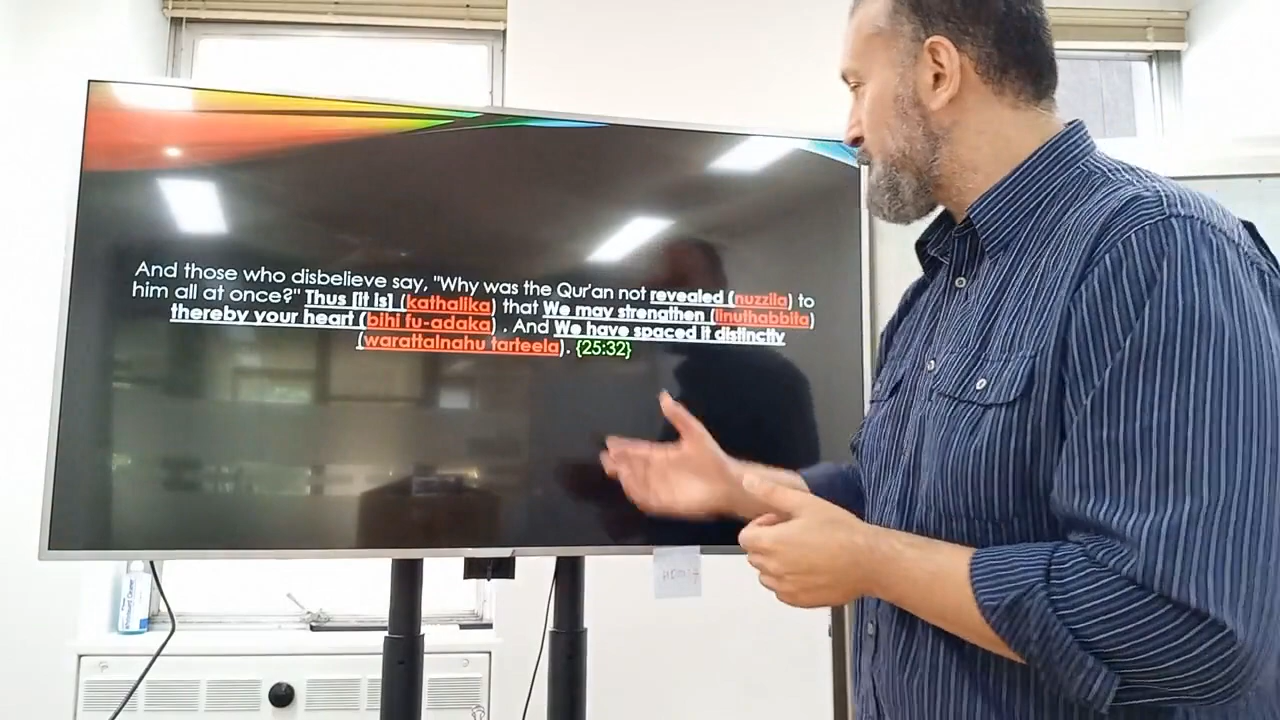 And those who disbelieve say, "Why was the Qur'an not revealed (nuzzila) to
him all at once?" Thus [it is] (kathalika) that We may strengthen (linuthabbita)
thereby your heart (bihi fu-adaka) . And We have spaced it distinctly
(warattalnahu tarteela). {25:32}